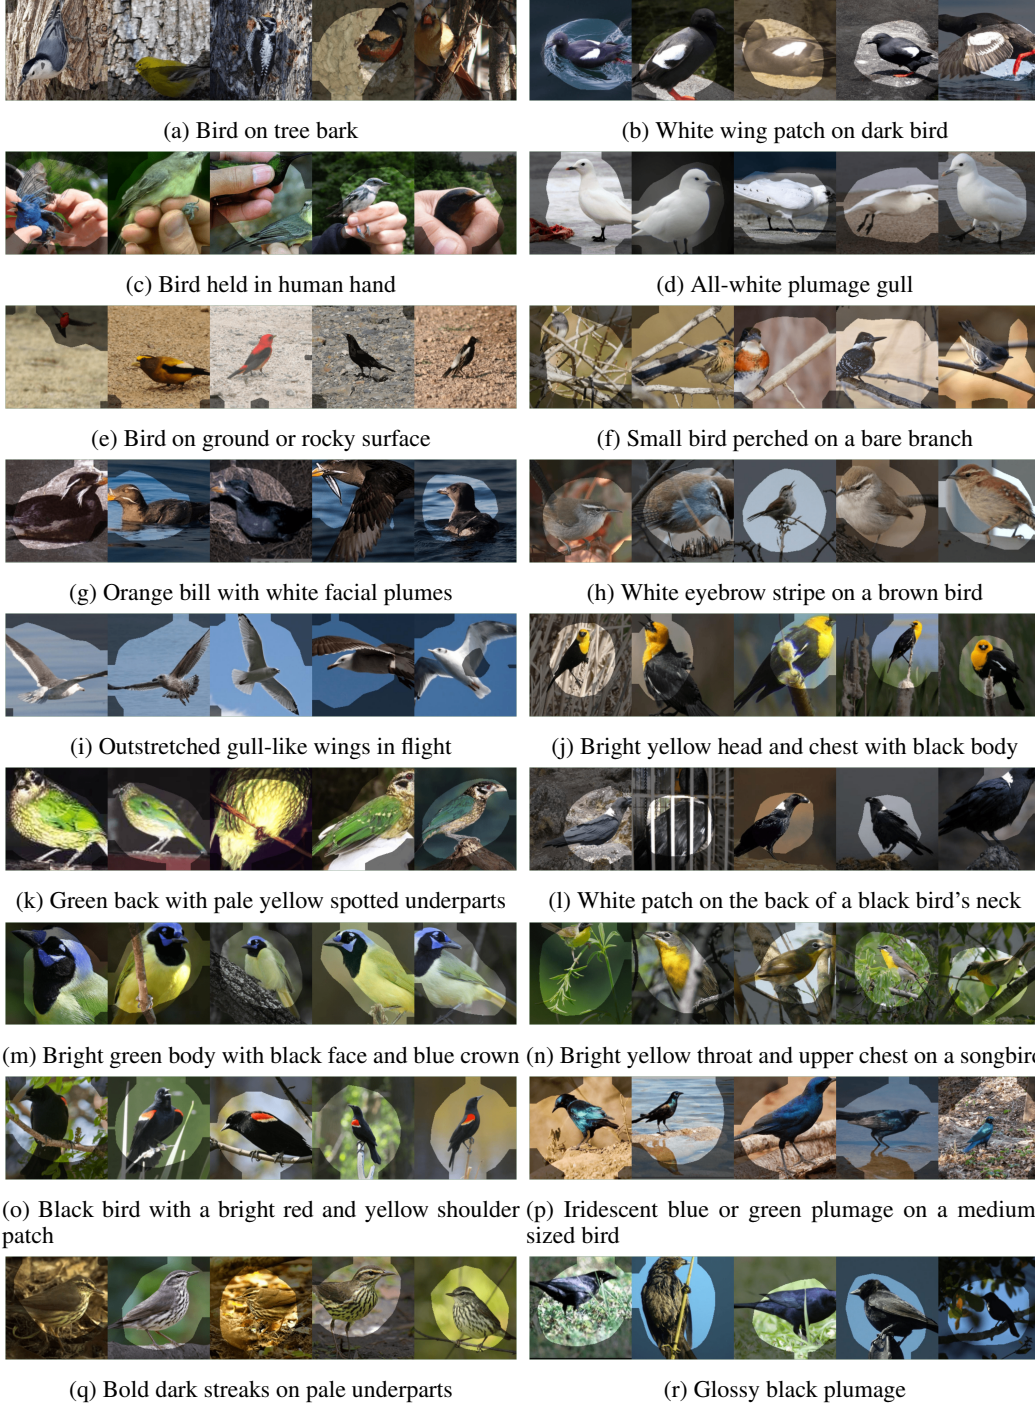 (a) Bird on tree bark
(b) White wing patch on dark bird
(c) Bird held in human hand
(d) All-white plumage gull
(e) Bird on ground or rocky surface
(f) Small bird perched on a bare branch
(g) Orange bill with white facial plumes
(h) White eyebrow stripe on a brown bird
(i) Outstretched gull-like wings in flight
(j) Bright yellow head and chest with black body
(k) Green back with pale yellow spotted underparts
(l) White patch on the back of a black bird's neck
(m) Bright green body with black face and blue crown
(n) Bright yellow throat and upper chest on a songbird
(o) Black bird with a bright red and yellow shoulder
patch
(p) Iridescent blue or green plumage on a medium
sized bird
(q) Bold dark streaks on pale underparts
(r) Glossy black plumage